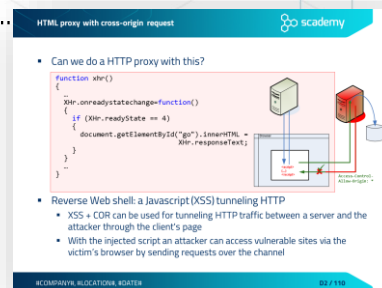 HTML proxy with cross-origin request
scademy
Can we do a HTTP proxy with this?
function xhr()
{
…
XHr.onreadystatechange=function()
{
if (XHr.readyState == 4)
{
document.getElementById("go").innerHTML =
XHr.responseText;
}
}
…
}
Access-Control-
Allow-Origin: *
Reverse Web shell: a Javascript (XSS) tunneling HTTP
XSS + COR can be used for tunneling HTTP traffic between a server and the
attacker through the client's page
With the injected script an attacker can access vulnerable sites via the
victim's browser by sending requests over the channel
#COMPANY#, #LOCATION#, #DATE#
D2 / 110